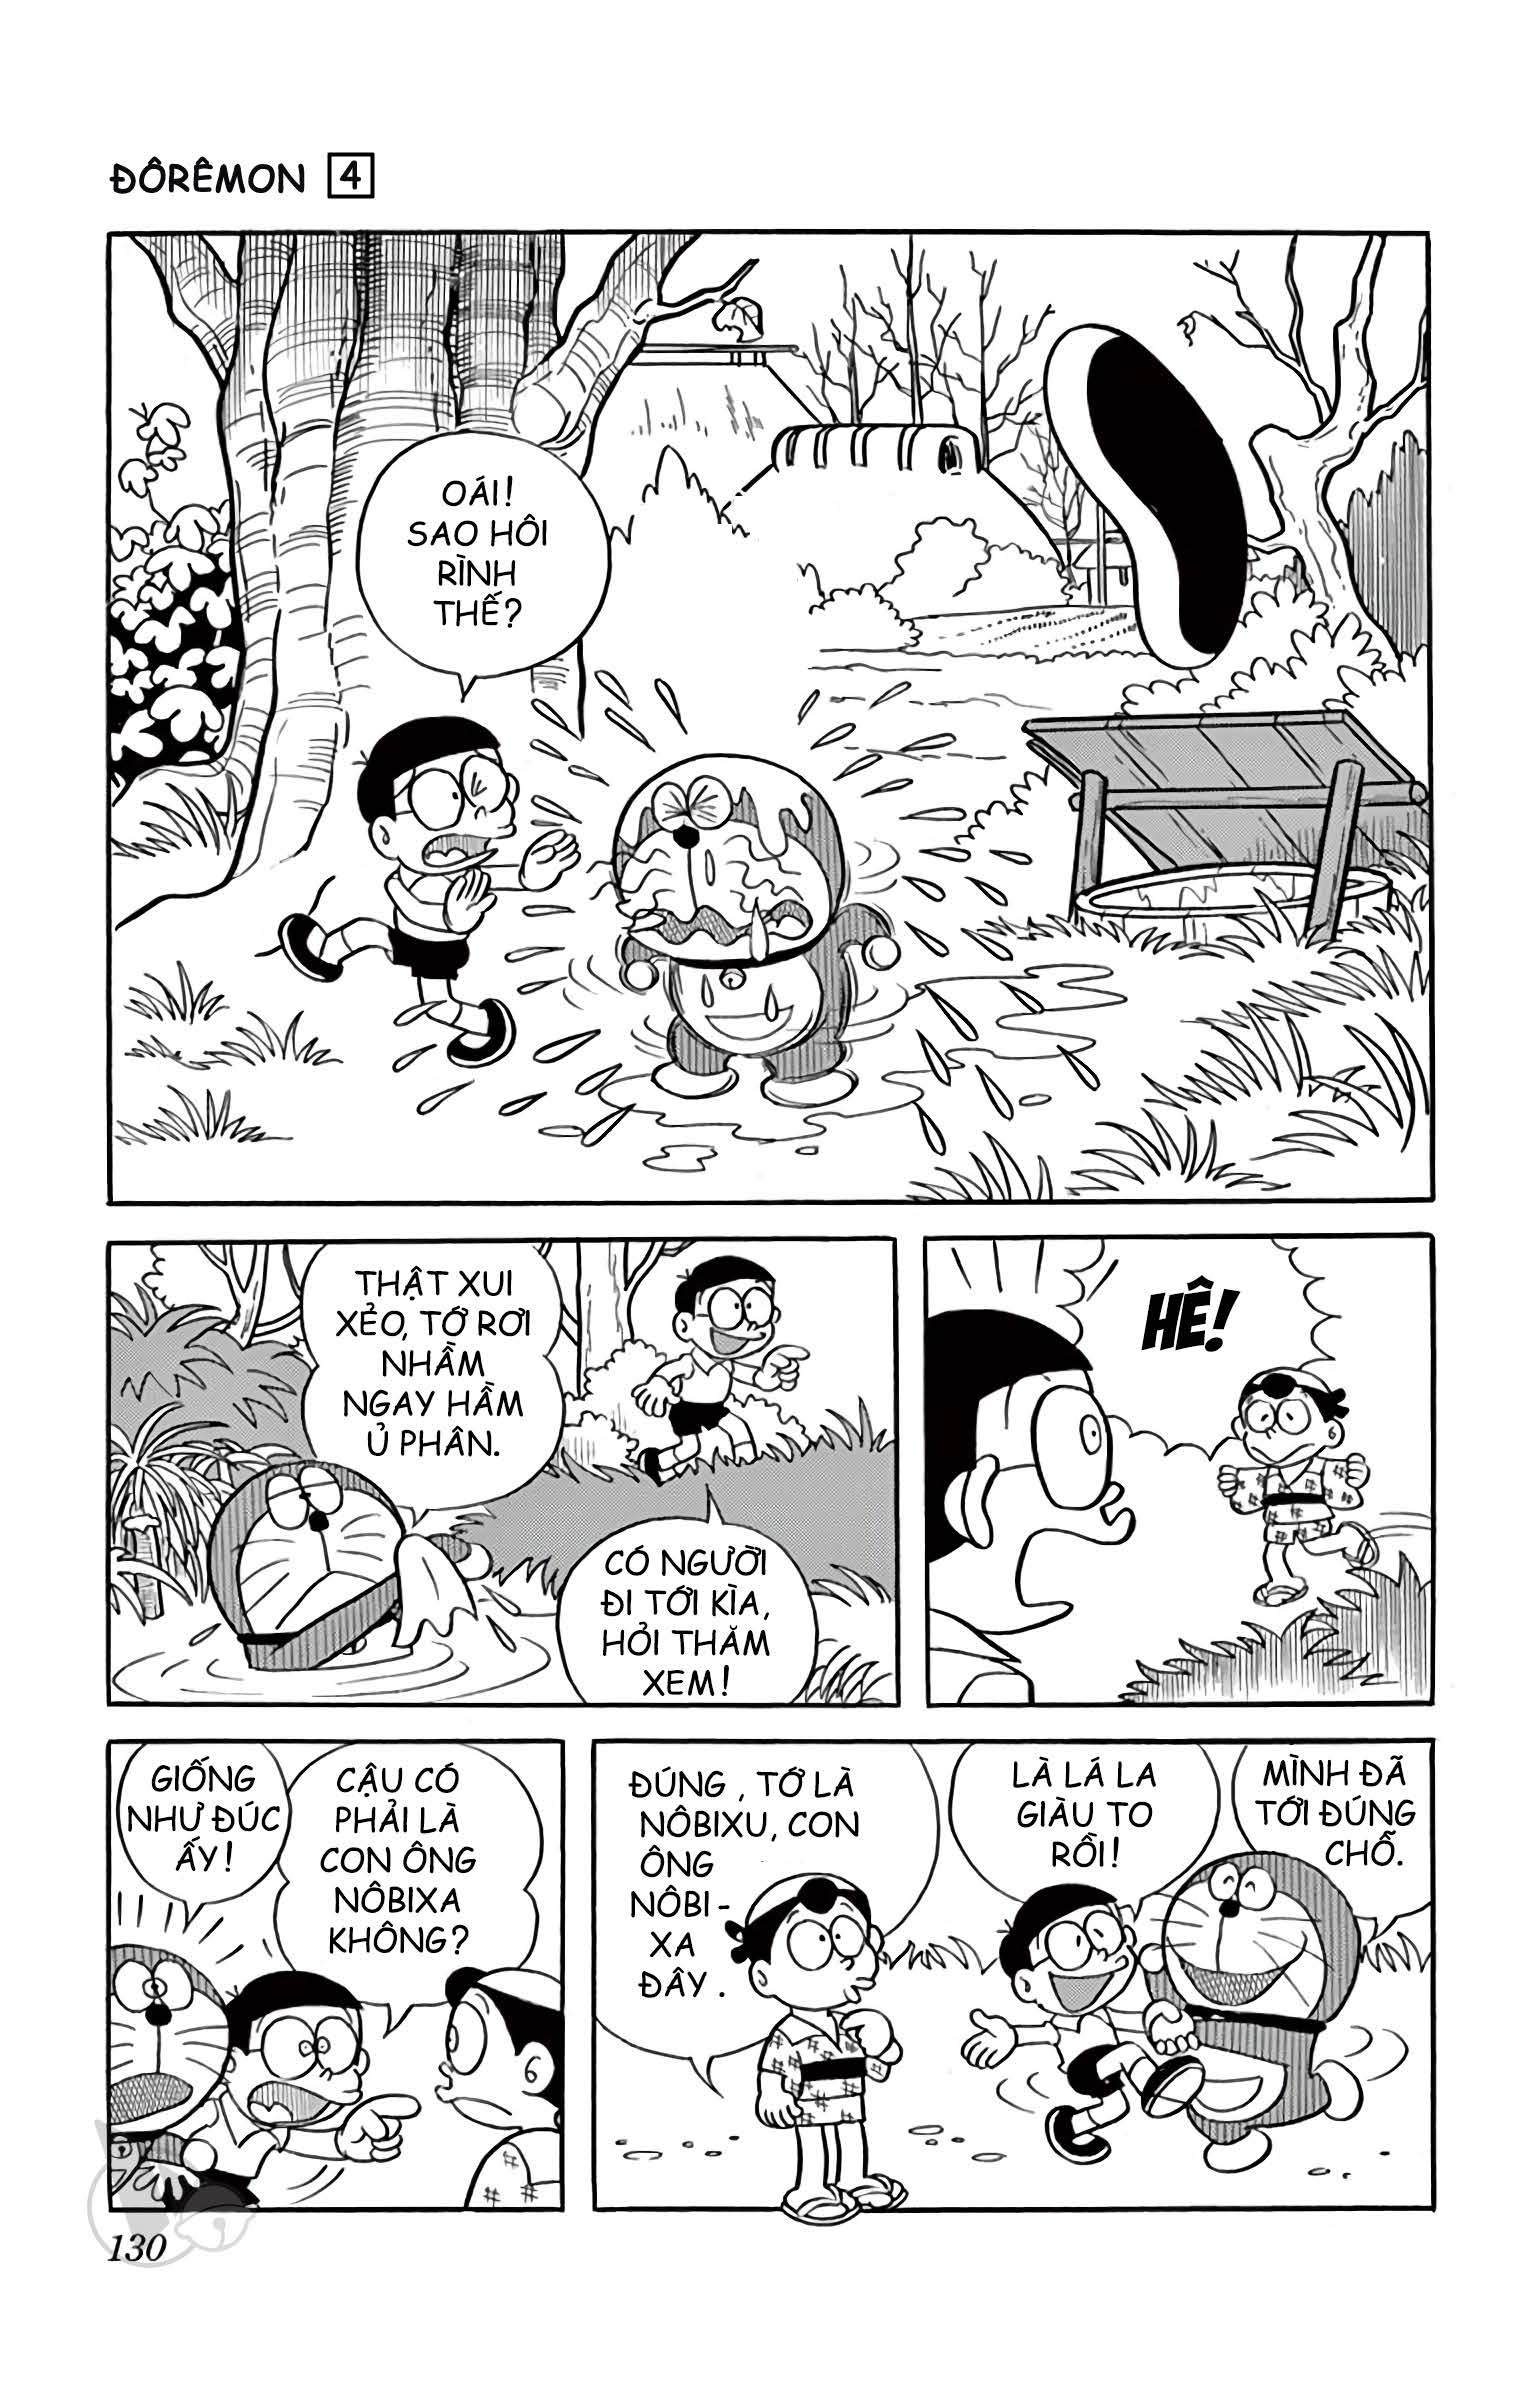 ĐÔRÊMON 4
OÁI!
SAO HÔI
RÌNH
THẾ?
THẬT XUI
XẺO, TỚ RƠI
NHẦM
NGAY HẦM
Ủ PHÂN.
CÓ NGƯỜI
ĐI TỚI KÌA,
HỎI THĂM
XEM!
HÊ!
GIỐNG
NHƯ ĐÚC
ẤY!
CẬU CÓ
PHẢI LÀ
CON ÔNG
NÔBIXA
KHÔNG?
ĐÚNG , TỚ LÀ
NÔBIXU, CON
ÔNG
NÔBI -
XA
ĐÂY .
LÀ LÁ LA
GIÀU TO
RỒI!
MÌNH ĐÃ
TỚI ĐÚNG
CHỖ.
130